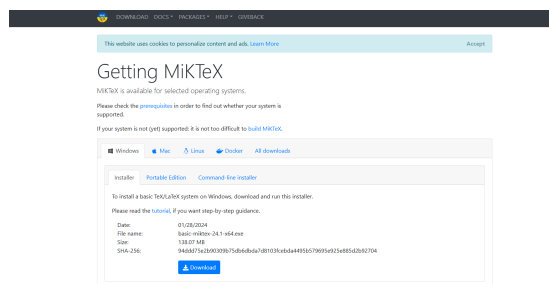 DOWNLOAD DOCS PACKAGES HELP GIVEBACK
This website uses cookies to personalize content and ads. Learn More Accept
Getting MiKTeX
MiKTeX is available for selected operating systems.
Please check the prerequisites in order to find out whether your system is
supported.
If your system is not (yet) supported: it is not too difficult to build MiKTeX.
Windows Mac Linux Docker All downloads
Installer Portable Edition Command-line installer
To install a basic TeX/LaTeX system on Windows, download and run this installer.
Please read the tutorial, if you want step-by-step guidance.
Date: 01/28/2024
File name: basic-miktex-24.1-x64.exe
Size: 138.07 MB
SHA-256: 94ddd75e2b90309b75db6dbda7d8103fcebda4495b579695e925e885d2b92704
Download